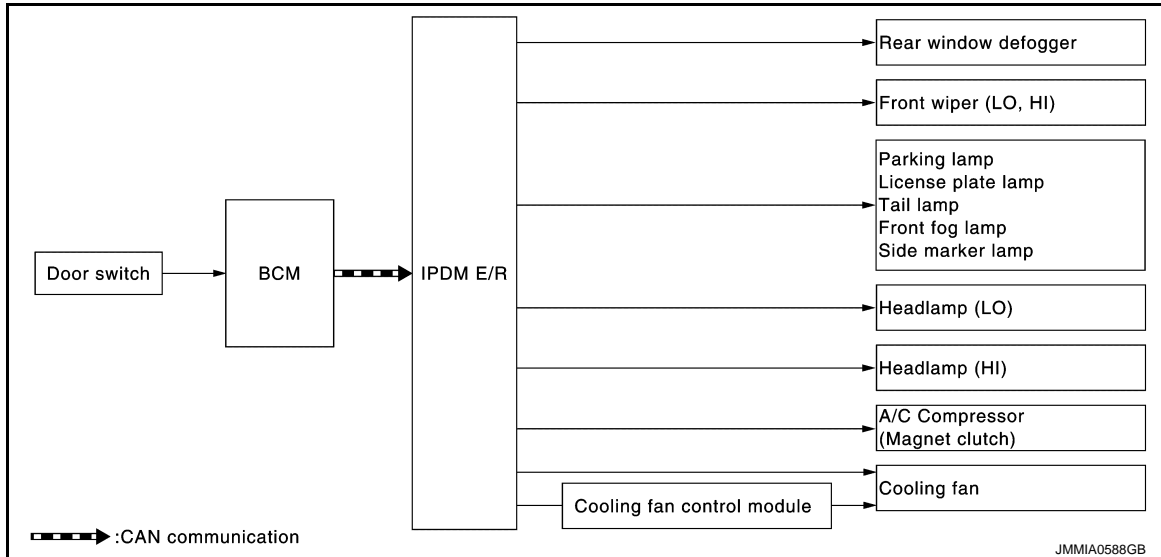 Rear window defogger
Front wiper (LO, HI)
Parking lamp
License plate lamp
Tail lamp
Front fog lamp
Side marker lamp
Door switch
BCM
IPDM E/R
Headlamp (LO)
Headlamp (HI)
A/C Compressor
(Magnet clutch)
Cooling fan
Cooling fan control module
:CAN communication
JMMIA0588GB